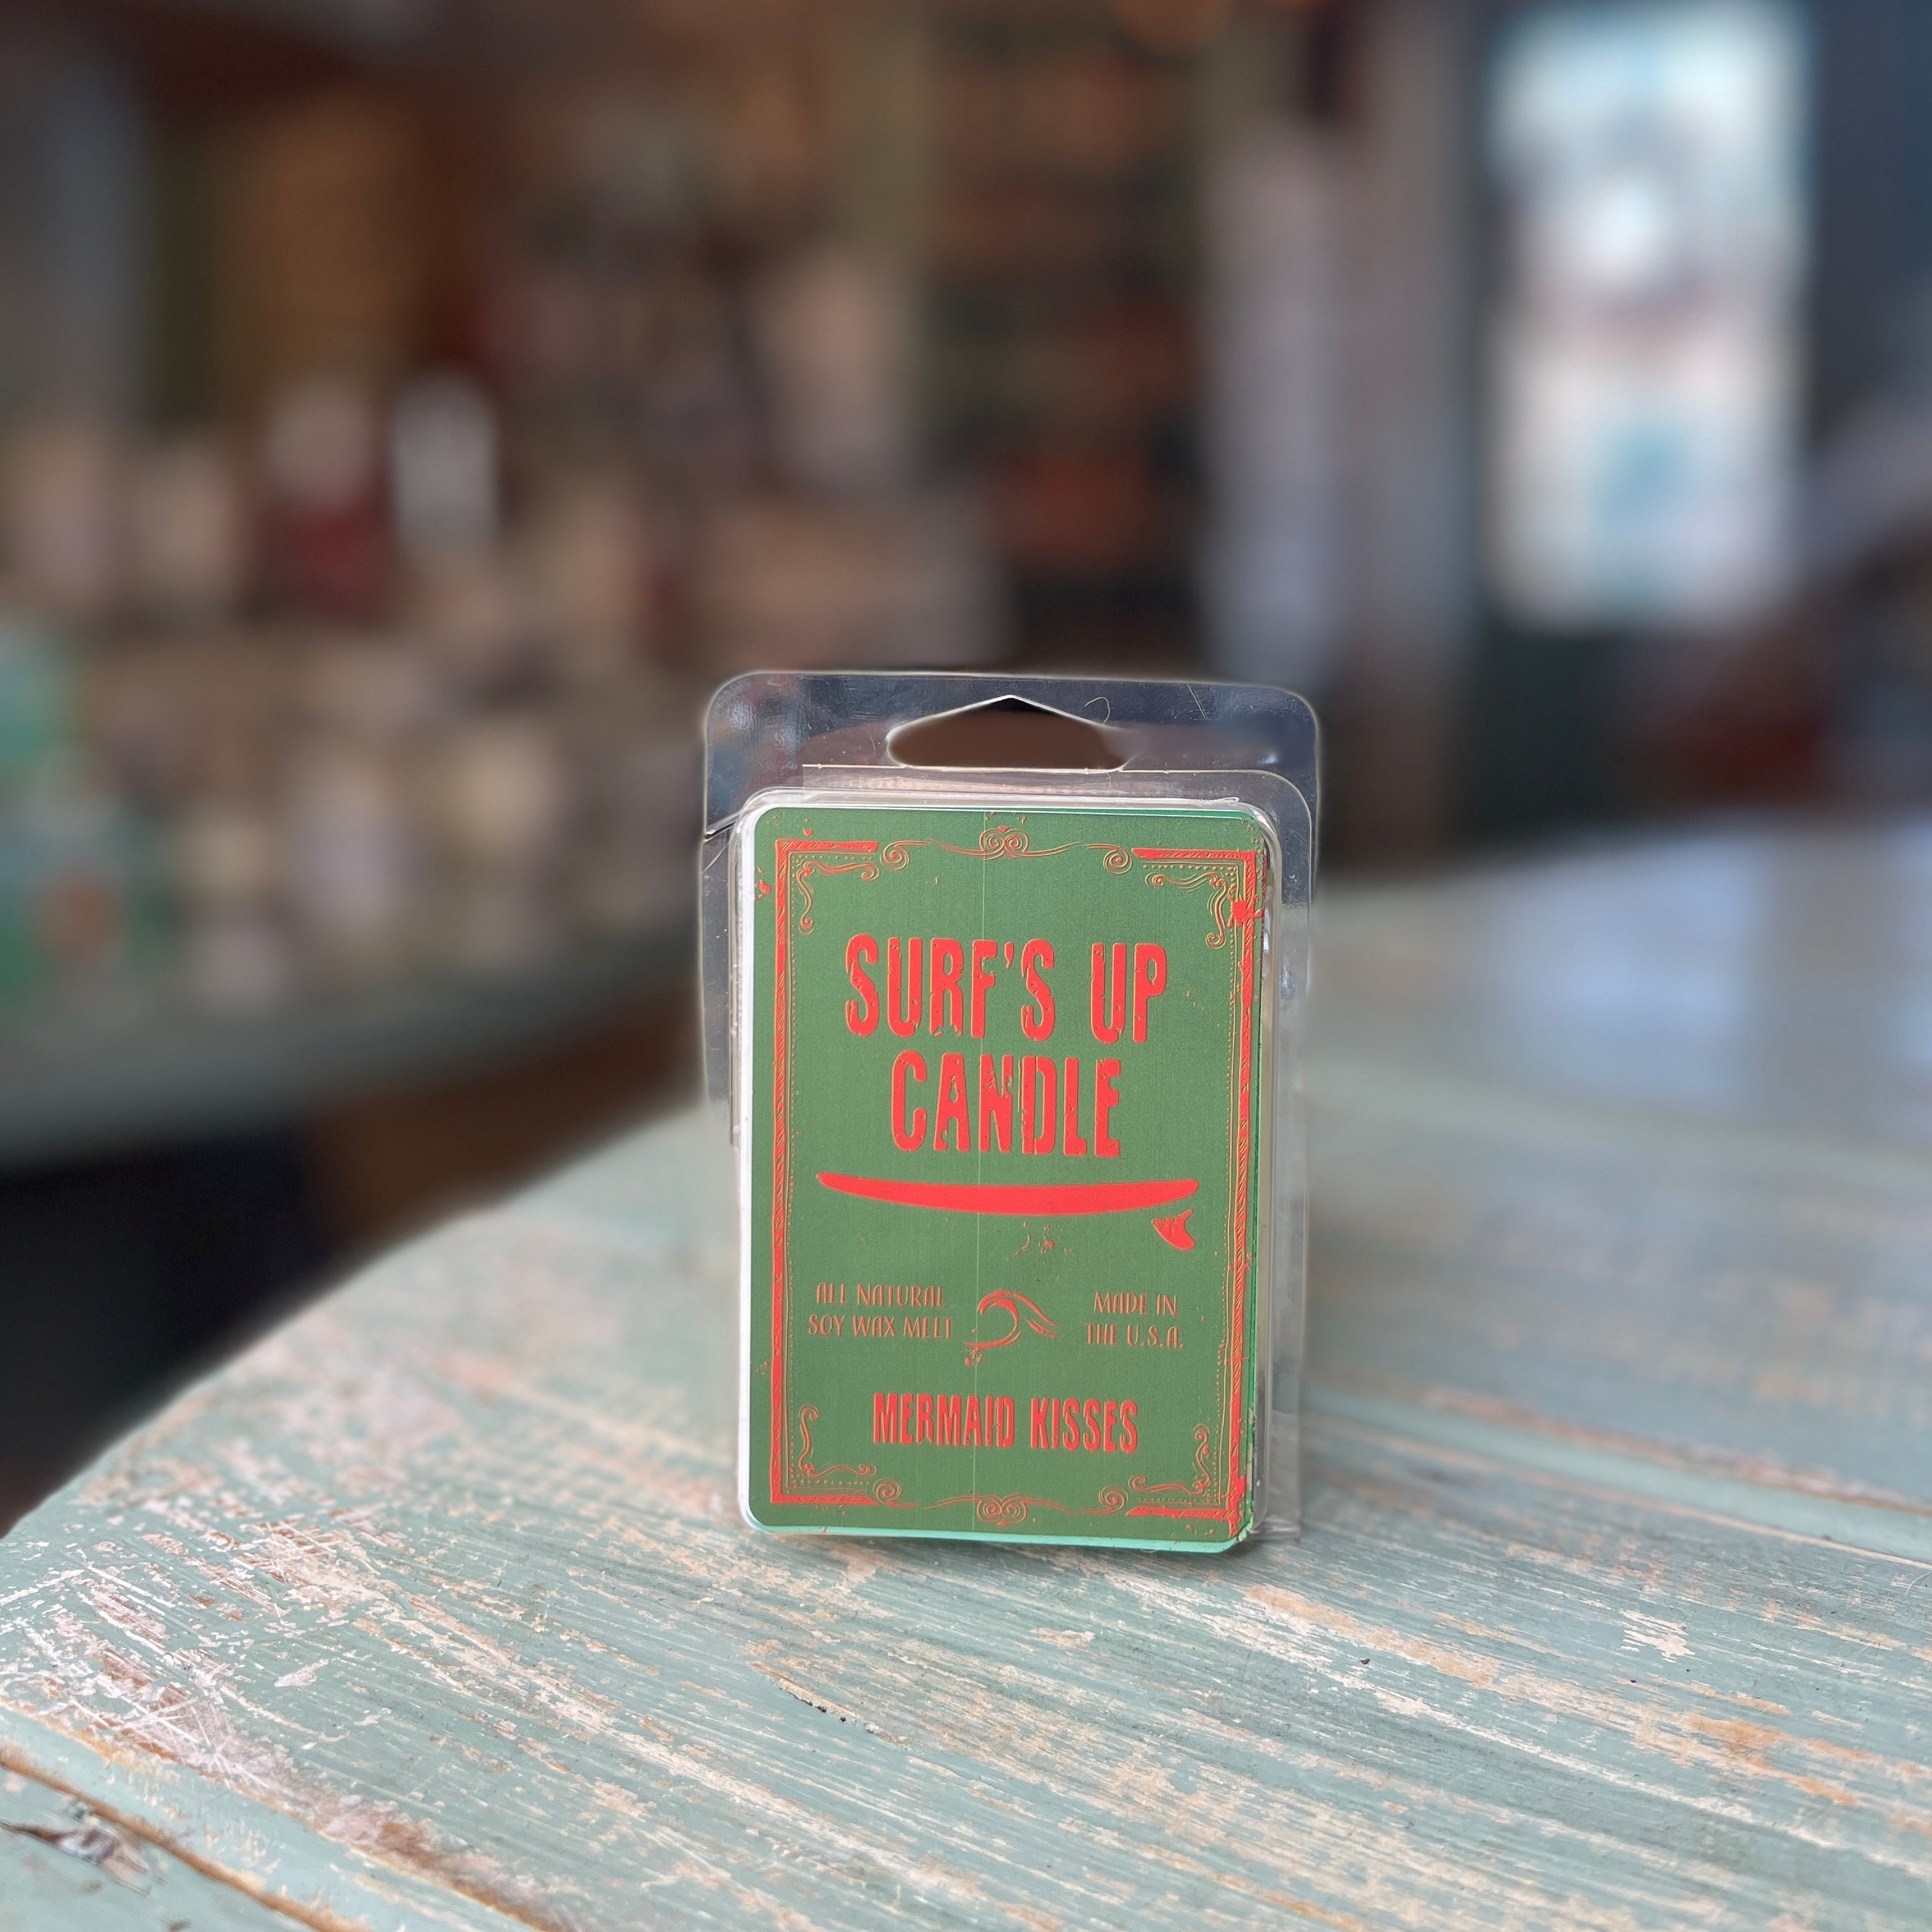 SURF'S UP
CANDLE
ALL NATURAL
SOY WAX MELT
MADE IN
THE U.S.A.
MERMAID KISSES